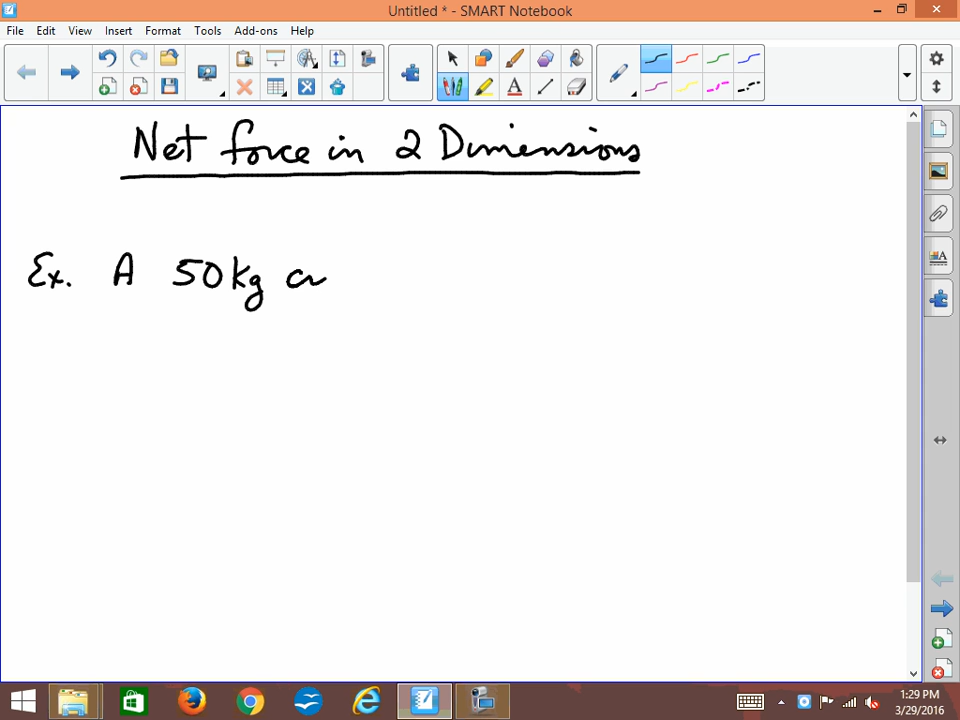 Untitled * - SMART Notebook
File Edit View Insert Format Tools Add-ons Help
Net force in 2 Dimensions
Ex. A 50kg
1:29 PM
3/29/2016